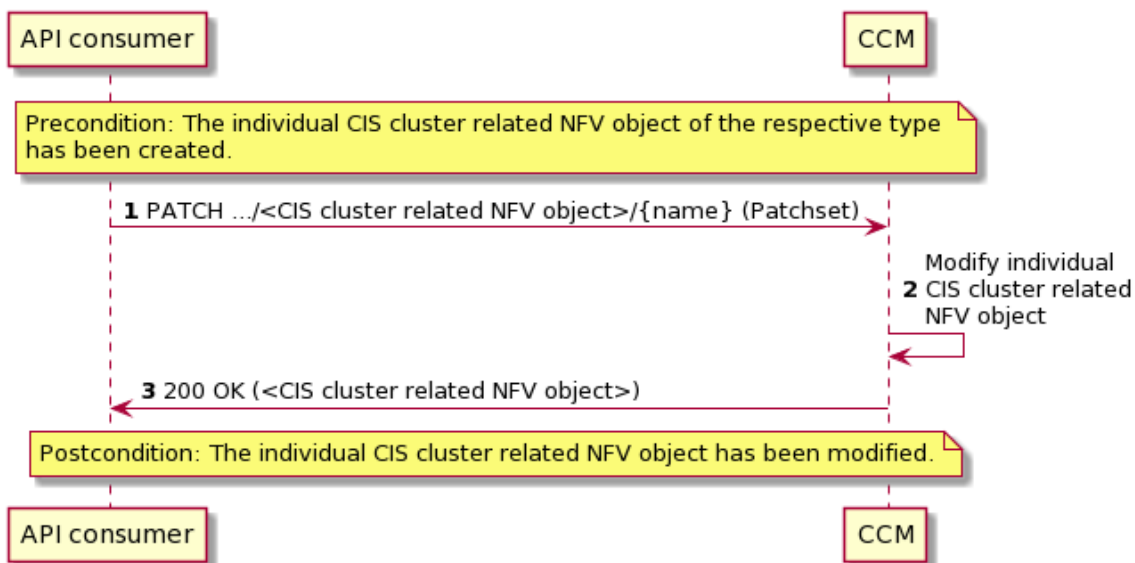 API consumer
CCM
Precondition: The individual CIS cluster related NFV object of the respective type
has been created.
1 PATCH .../<CIS cluster related NFV object>/{name} (Patchset)
Modify individual
2 CIS cluster related
NFV object
3 200 OK (<CIS cluster related NFV object>)
Postcondition: The individual CIS cluster related NFV object has been modified.
API consumer
CCM